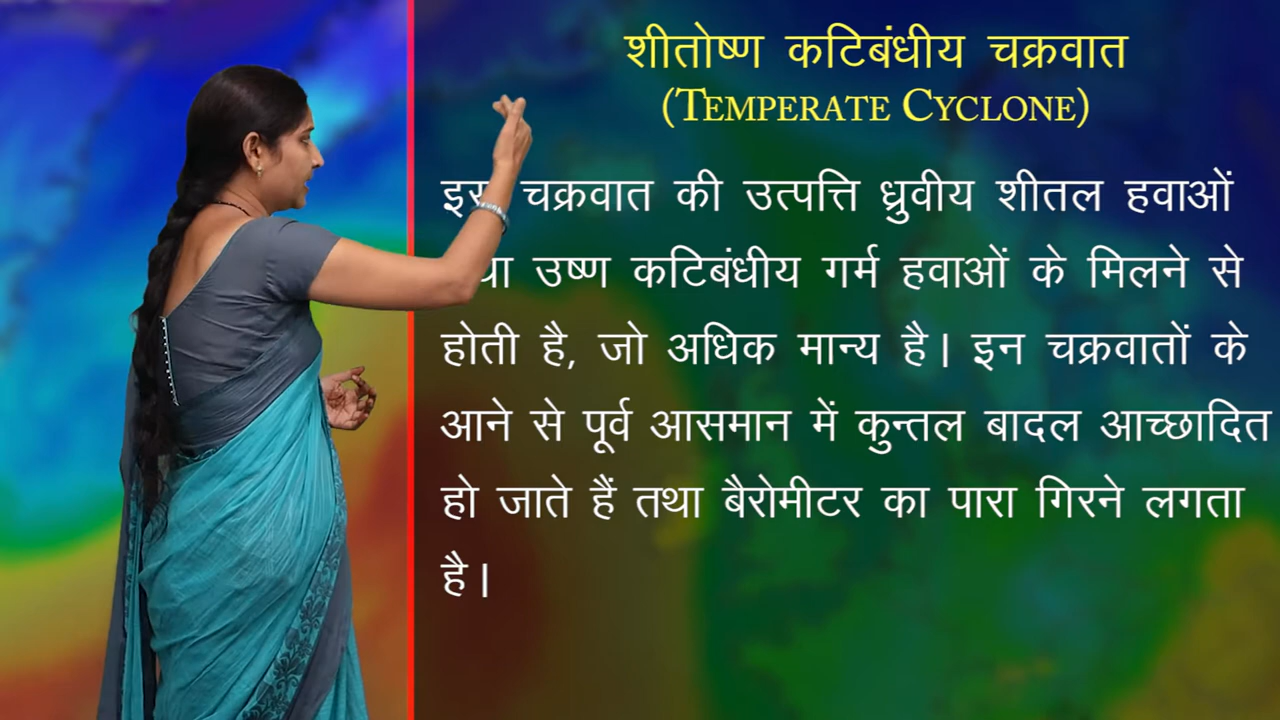 शीतोष्ण कटिबंधीय चक्रवात
(TEMPERATE CYCLONE)
चक्रवात की उत्पत्ति ध्रुवीय शीतल हवाओं
उष्ण कटिबंधीय गर्म हवाओं के मिलने से
होती है, जो अधिक मान्य है। इन चक्रवातों के
आने से पूर्व आसमान में कुन्तल बादल आच्छादित
हो जाते हैं तथा बैरोमीटर का पारा गिरने लगता
है।